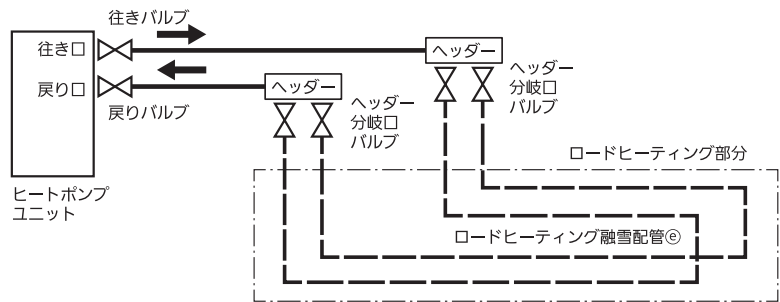 往きバルブ
往き口
戻り口
戻りバルブ
ヒートポンプ
ユニット
ヘッダー
ヘッダー
分岐口
バルブ
ヘッダー
ヘッダー
分岐口
バルブ
ロードヒーティング部分
ロードヒーティング融雪配管ⓔ